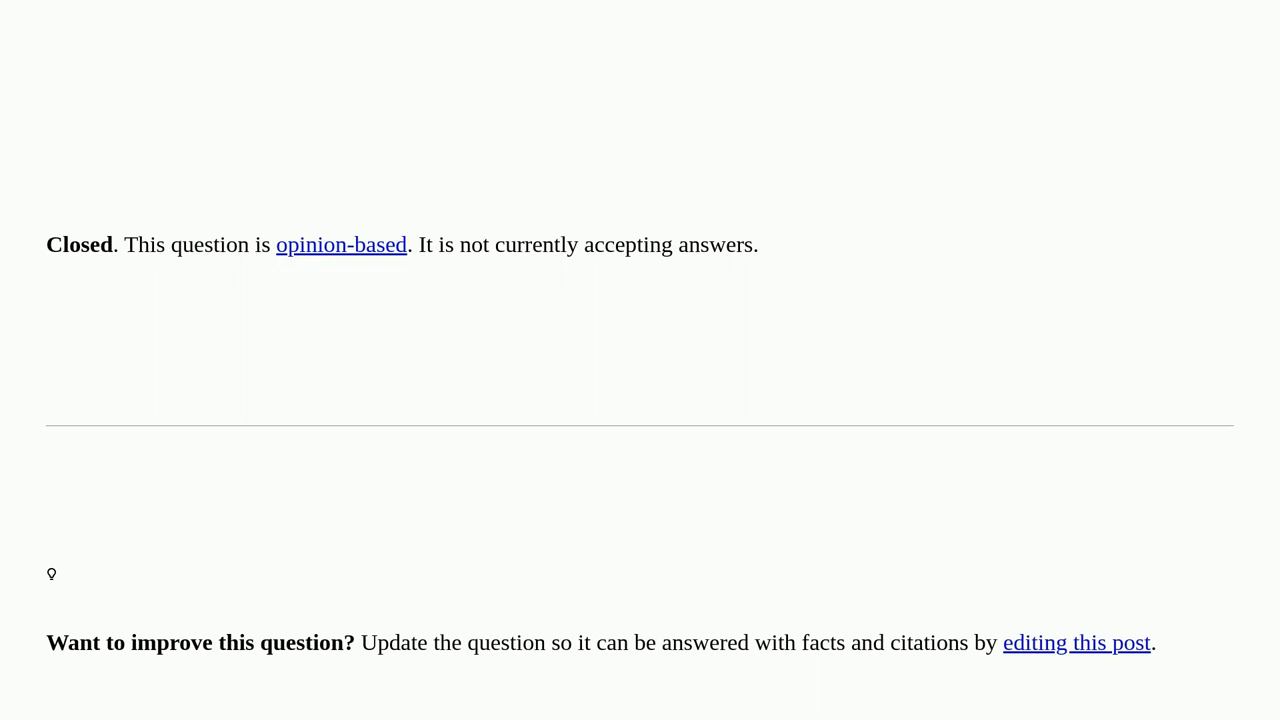 Closed. This question is opinion-based. It is not currently accepting answers.
Want to improve this question? Update the question so it can be answered with facts and citations by editing this post.